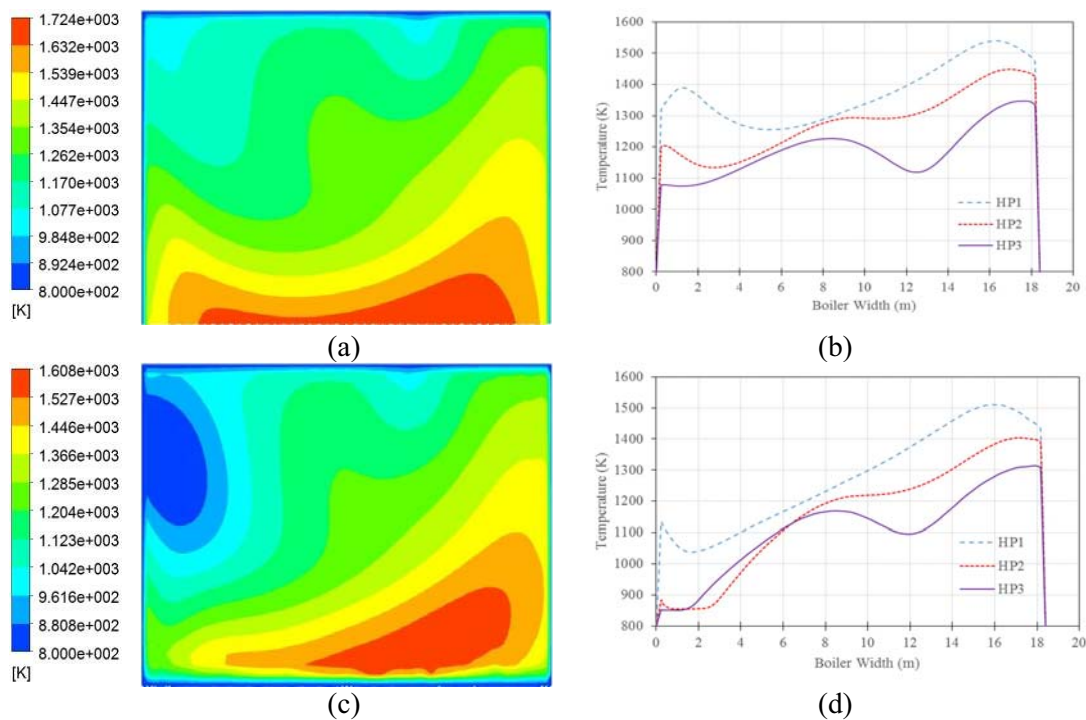 1.724e+003
1.632e+003
1.539e+003
1.447e+003
1.354e+003
1.262e+003
1.170e+003
1.077e+003
9.848e+002
8.924e+002
8.000e+002
[K]
(a)
1600
1500
1400
1300
1200
1100
1000
900
800
Temperature (K)
HP1
HP2
HP3
0 2 4 6 8 10 12 14 16 18 20
Boiler Width (m)
(b)
1.608e+003
1.527e+003
1.446e+003
1.366e+003
1.285e+003
1.204e+003
1.123e+003
1.042e+003
9.616e+002
8.808e+002
8.000e+002
[K]
(c)
1600
1500
1400
1300
1200
1100
1000
900
800
Temperature (K)
HP1
HP2
HP3
0 2 4 6 8 10 12 14 16 18 20
Boiler Width (m)
(d)